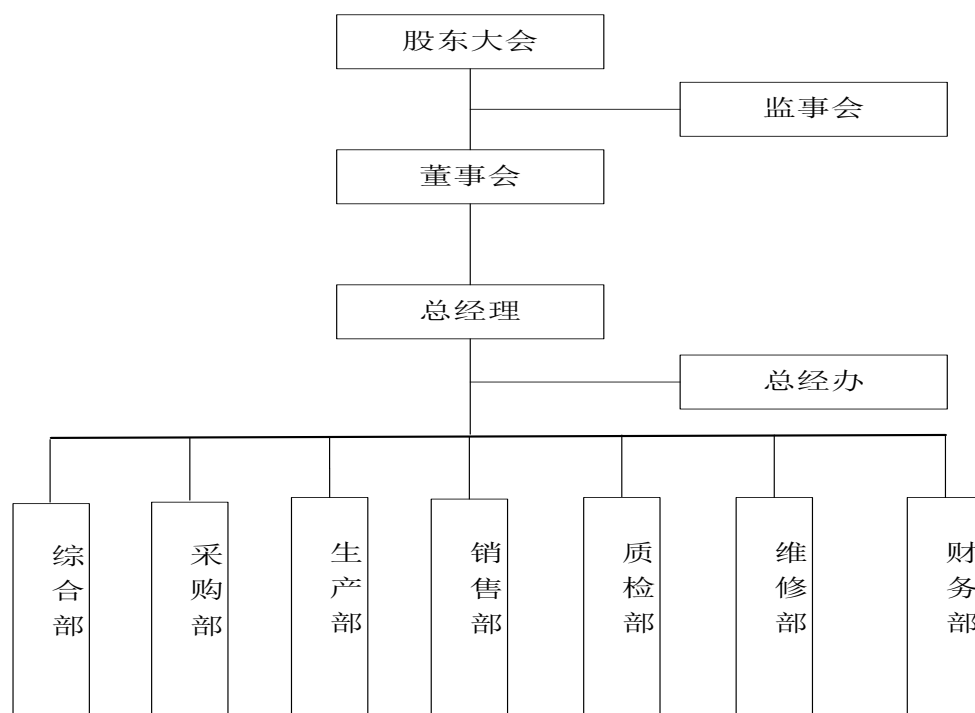 股东大会
监事会
董事会
总经理
总经办
综合部
采购部
生产部
销售部
质检部
维修部
财务部